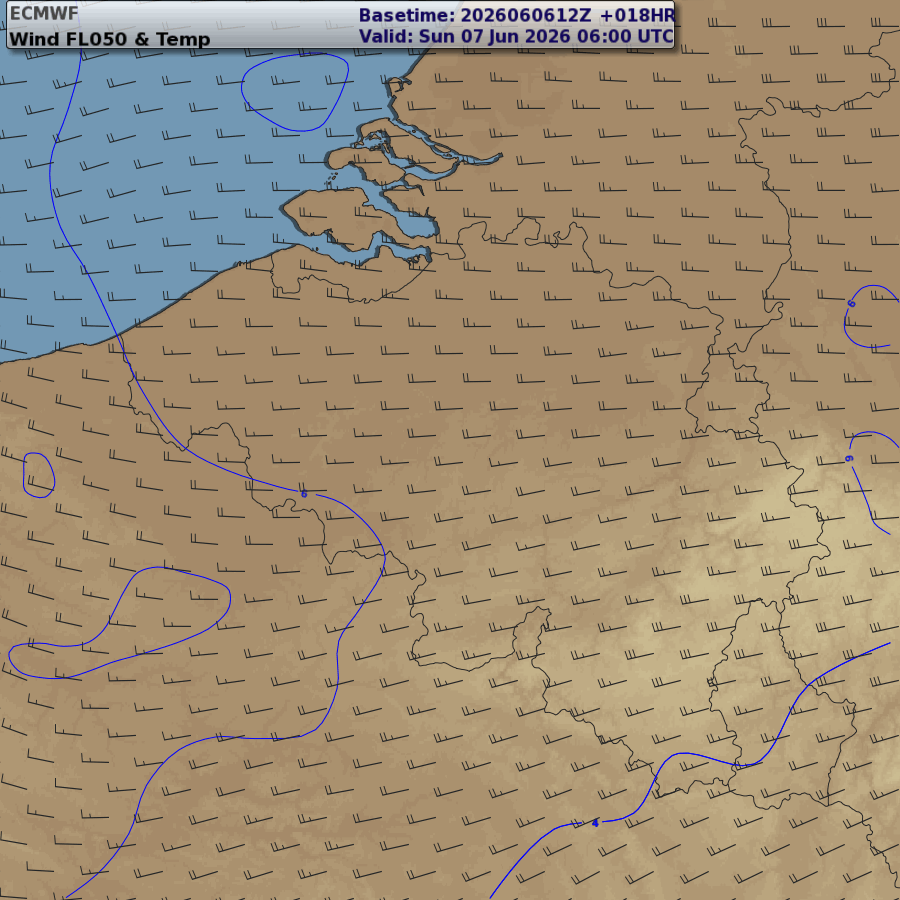 ECMWF
Basetime: 2026060612Z +018HR
Wind FL050 & Temp
Valid: Sun 07 Jun 2026 06:00 UTC
6
6
6
4